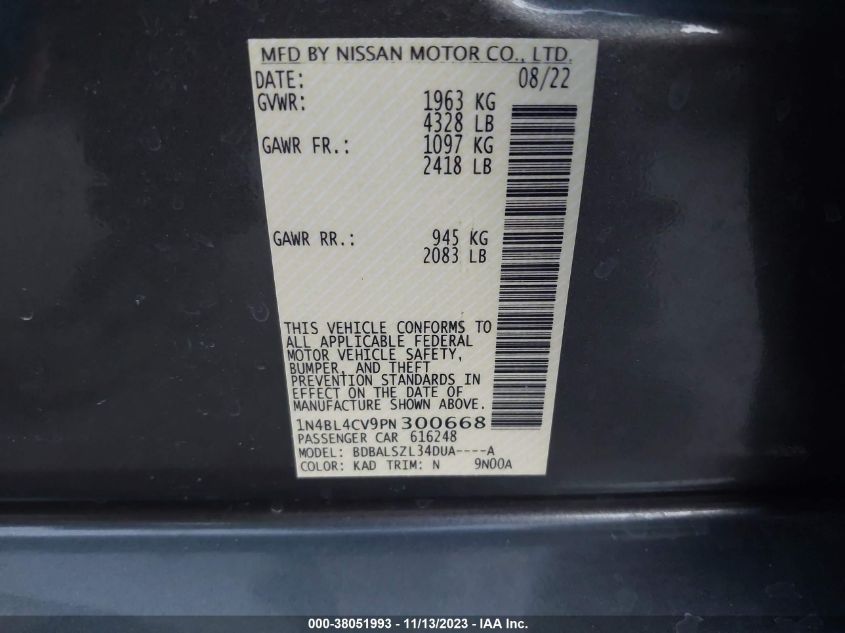 MFD BY NISSAN MOTOR CO., LTD.
DATE: 08/22
GVWR: 1963 KG
4328 LB
GAWR FR.: 1097 KG
2418 LB
GAWR RR.: 945 KG
2083 LB
THIS VEHICLE CONFORMS TO
ALL APPLICABLE FEDERAL
MOTOR VEHICLE SAFETY,
BUMPER, AND THEFT
PREVENTION STANDARDS IN
EFFECT ON THE DATE OF
MANUFACTURE SHOWN ABOVE.
1N4BL4CV9PN300668
PASSENGER CAR 616248
MODEL: BDBALSZL34DUA----A
COLOR: KAD TRIM: N 9N00A
000-38051993 - 11/13/2023 - IAA Inc.